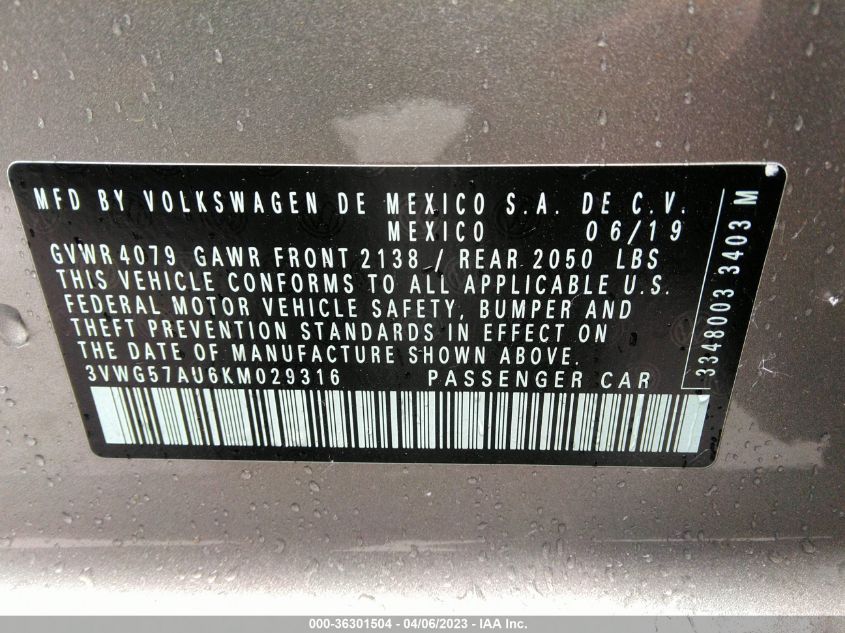 MFD BY VOLKSWAGEN DE MEXICO S.A. DE C.V.
MEXICO 06/19
GVWR 4079 GAWR FRONT 2138 / REAR 2050 LBS
THIS VEHICLE CONFORMS TO ALL APPLICABLE U.S.
FEDERAL MOTOR VEHICLE SAFETY, BUMPER AND
THEFT PREVENTION STANDARDS IN EFFECT ON
THE DATE OF MANUFACTURE SHOWN ABOVE.
3VWG57AU6KM029316 PASSENGER CAR
3348003 3403 M
000-36301504 - 04/06/2023 - IAA Inc.